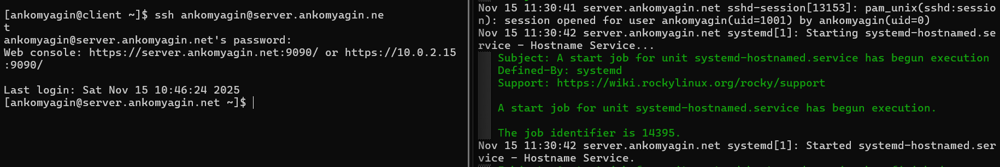 [ankomyagin@client ~]$ ssh ankomyagin@server.ankomyagin.ne
t
ankomyagin@server.ankomyagin.net's password:
Web console: https://server.ankomyagin.net:9090/ or https://10.0.2.15
:9090/
Last login: Sat Nov 15 10:46:24 2025
[ankomyagin@server.ankomyagin.net ~]$
Nov 15 11:30:41 server.ankomyagin.net sshd-session[13153]: pam_unix(sshd:sessio
n): session opened for user ankomyagin(uid=1001) by ankomyagin(uid=0)
Nov 15 11:30:42 server.ankomyagin.net systemd[1]: Starting systemd-hostnamed.se
rvice - Hostname Service...
Subject: A start job for unit systemd-hostnamed.service has begun execution
Defined-By: systemd
Support: https://wiki.rockylinux.org/rocky/support
A start job for unit systemd-hostnamed.service has begun execution.
The job identifier is 14395.
Nov 15 11:30:42 server.ankomyagin.net systemd[1]: Started systemd-hostnamed.ser
vice - Hostname Service.